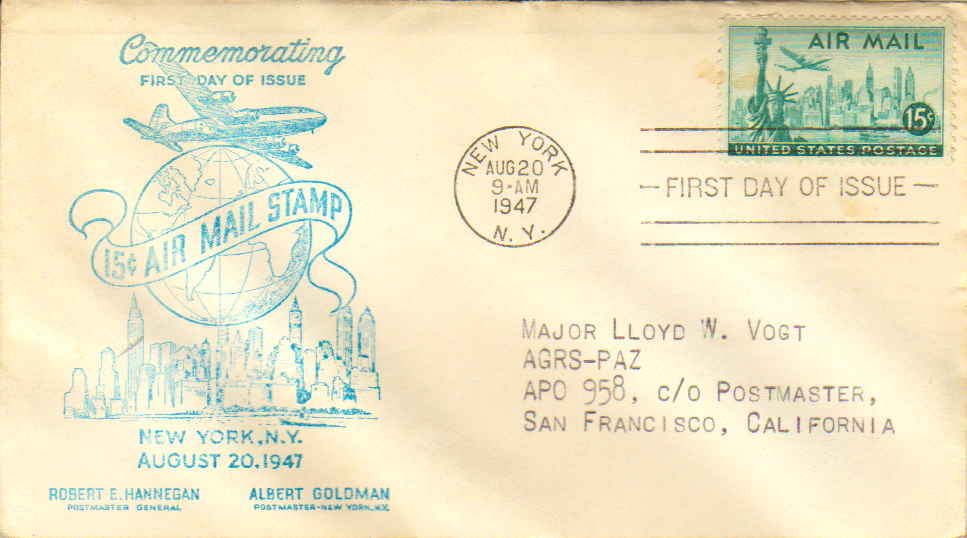 Commemorating
FIRST DAY OF ISSUE
15¢ AIR MAIL STAMP
NEW YORK, N.Y.
AUGUST 20, 1947
ROBERT E. HANNEGAN
POSTMASTER GENERAL
ALBERT GOLDMAN
POSTMASTER-NEW YORK, N.Y.
NEW YORK
AUG 20
9-AM
1947
N. Y.
AIR MAIL
15¢
UNITED STATES POSTAGE
FIRST DAY OF ISSUE
MAJOR LLOYD W. VOGT
AGRS-PAZ
APO 958, C/O POSTMASTER,
SAN FRANCISCO, CALIFORNIA